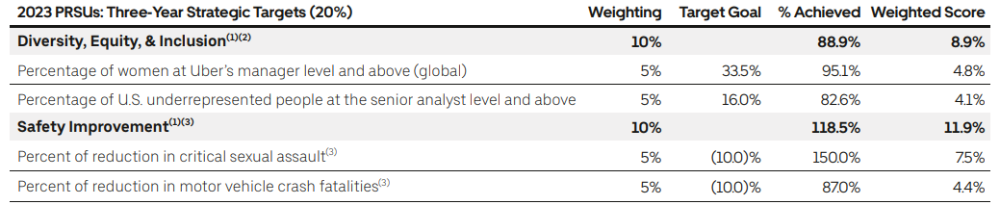 2023 PRSUs: Three-Year Strategic Targets (20%) Weighting Target Goal % Achieved Weighted Score
Diversity, Equity, & Inclusion(1)(2) 10% 88.9% 8.9%
Percentage of women at Uber's manager level and above (global) 5% 33.5% 95.1% 4.8%
Percentage of U.S. underrepresented people at the senior analyst level and above 5% 16.0% 82.6% 4.1%
Safety Improvement(1)(3) 10% 118.5% 11.9%
Percent of reduction in critical sexual assault(3) 5% (10.0)% 150.0% 7.5%
Percent of reduction in motor vehicle crash fatalities(3) 5% (10.0)% 87.0% 4.4%